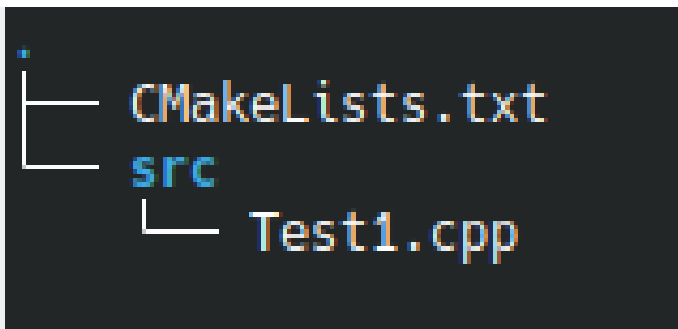 .
├── CMakeLists.txt
└── src
    └── Test1.cpp